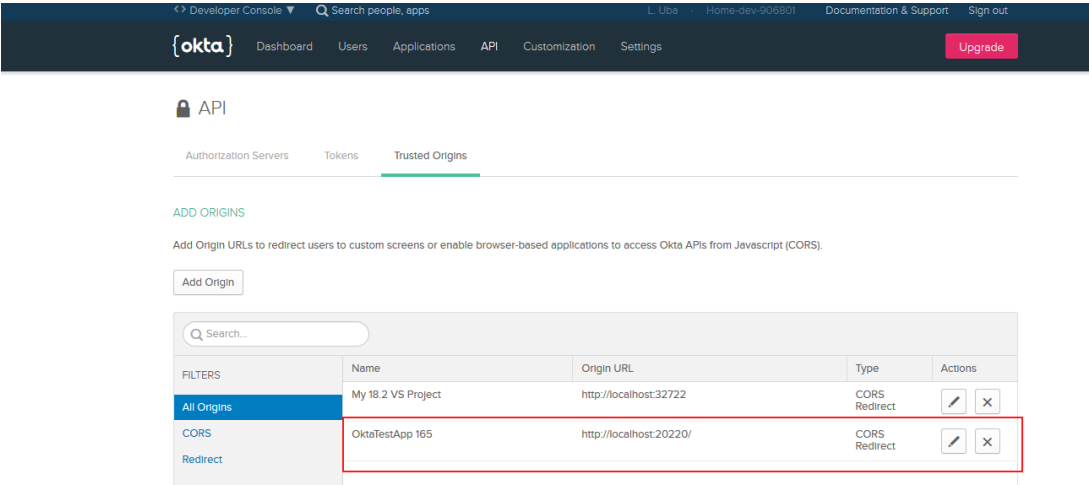 <> Developer Console ▼ Search people, apps L. Uba · Home-dev-906801 Documentation & Support Sign out
{okta} Dashboard Users Applications API Customization Settings Upgrade
API
Authorization Servers Tokens Trusted Origins
ADD ORIGINS
Add Origin URLs to redirect users to custom screens or enable browser-based applications to access Okta APIs from Javascript (CORS).
Add Origin
Search...
FILTERS
All Origins
CORS
Redirect
Name Origin URL Type Actions
My 18.2 VS Project http://localhost:32722 CORS
Redirect
OktaTestApp 165 http://localhost:20220/ CORS
Redirect